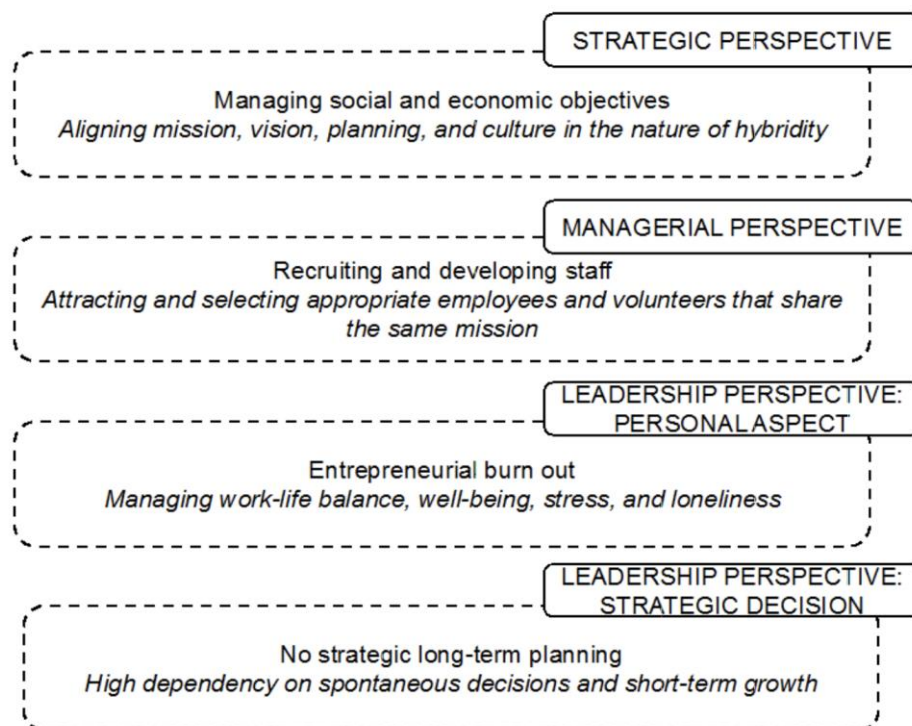 STRATEGIC PERSPECTIVE
Managing social and economic objectives
Aligning mission, vision, planning, and culture in the nature of hybridity
MANAGERIAL PERSPECTIVE
Recruiting and developing staff
Attracting and selecting appropriate employees and volunteers that share
the same mission
LEADERSHIP PERSPECTIVE:
PERSONAL ASPECT
Entrepreneurial burn out
Managing work-life balance, well-being, stress, and loneliness
LEADERSHIP PERSPECTIVE:
STRATEGIC DECISION
No strategic long-term planning
High dependency on spontaneous decisions and short-term growth